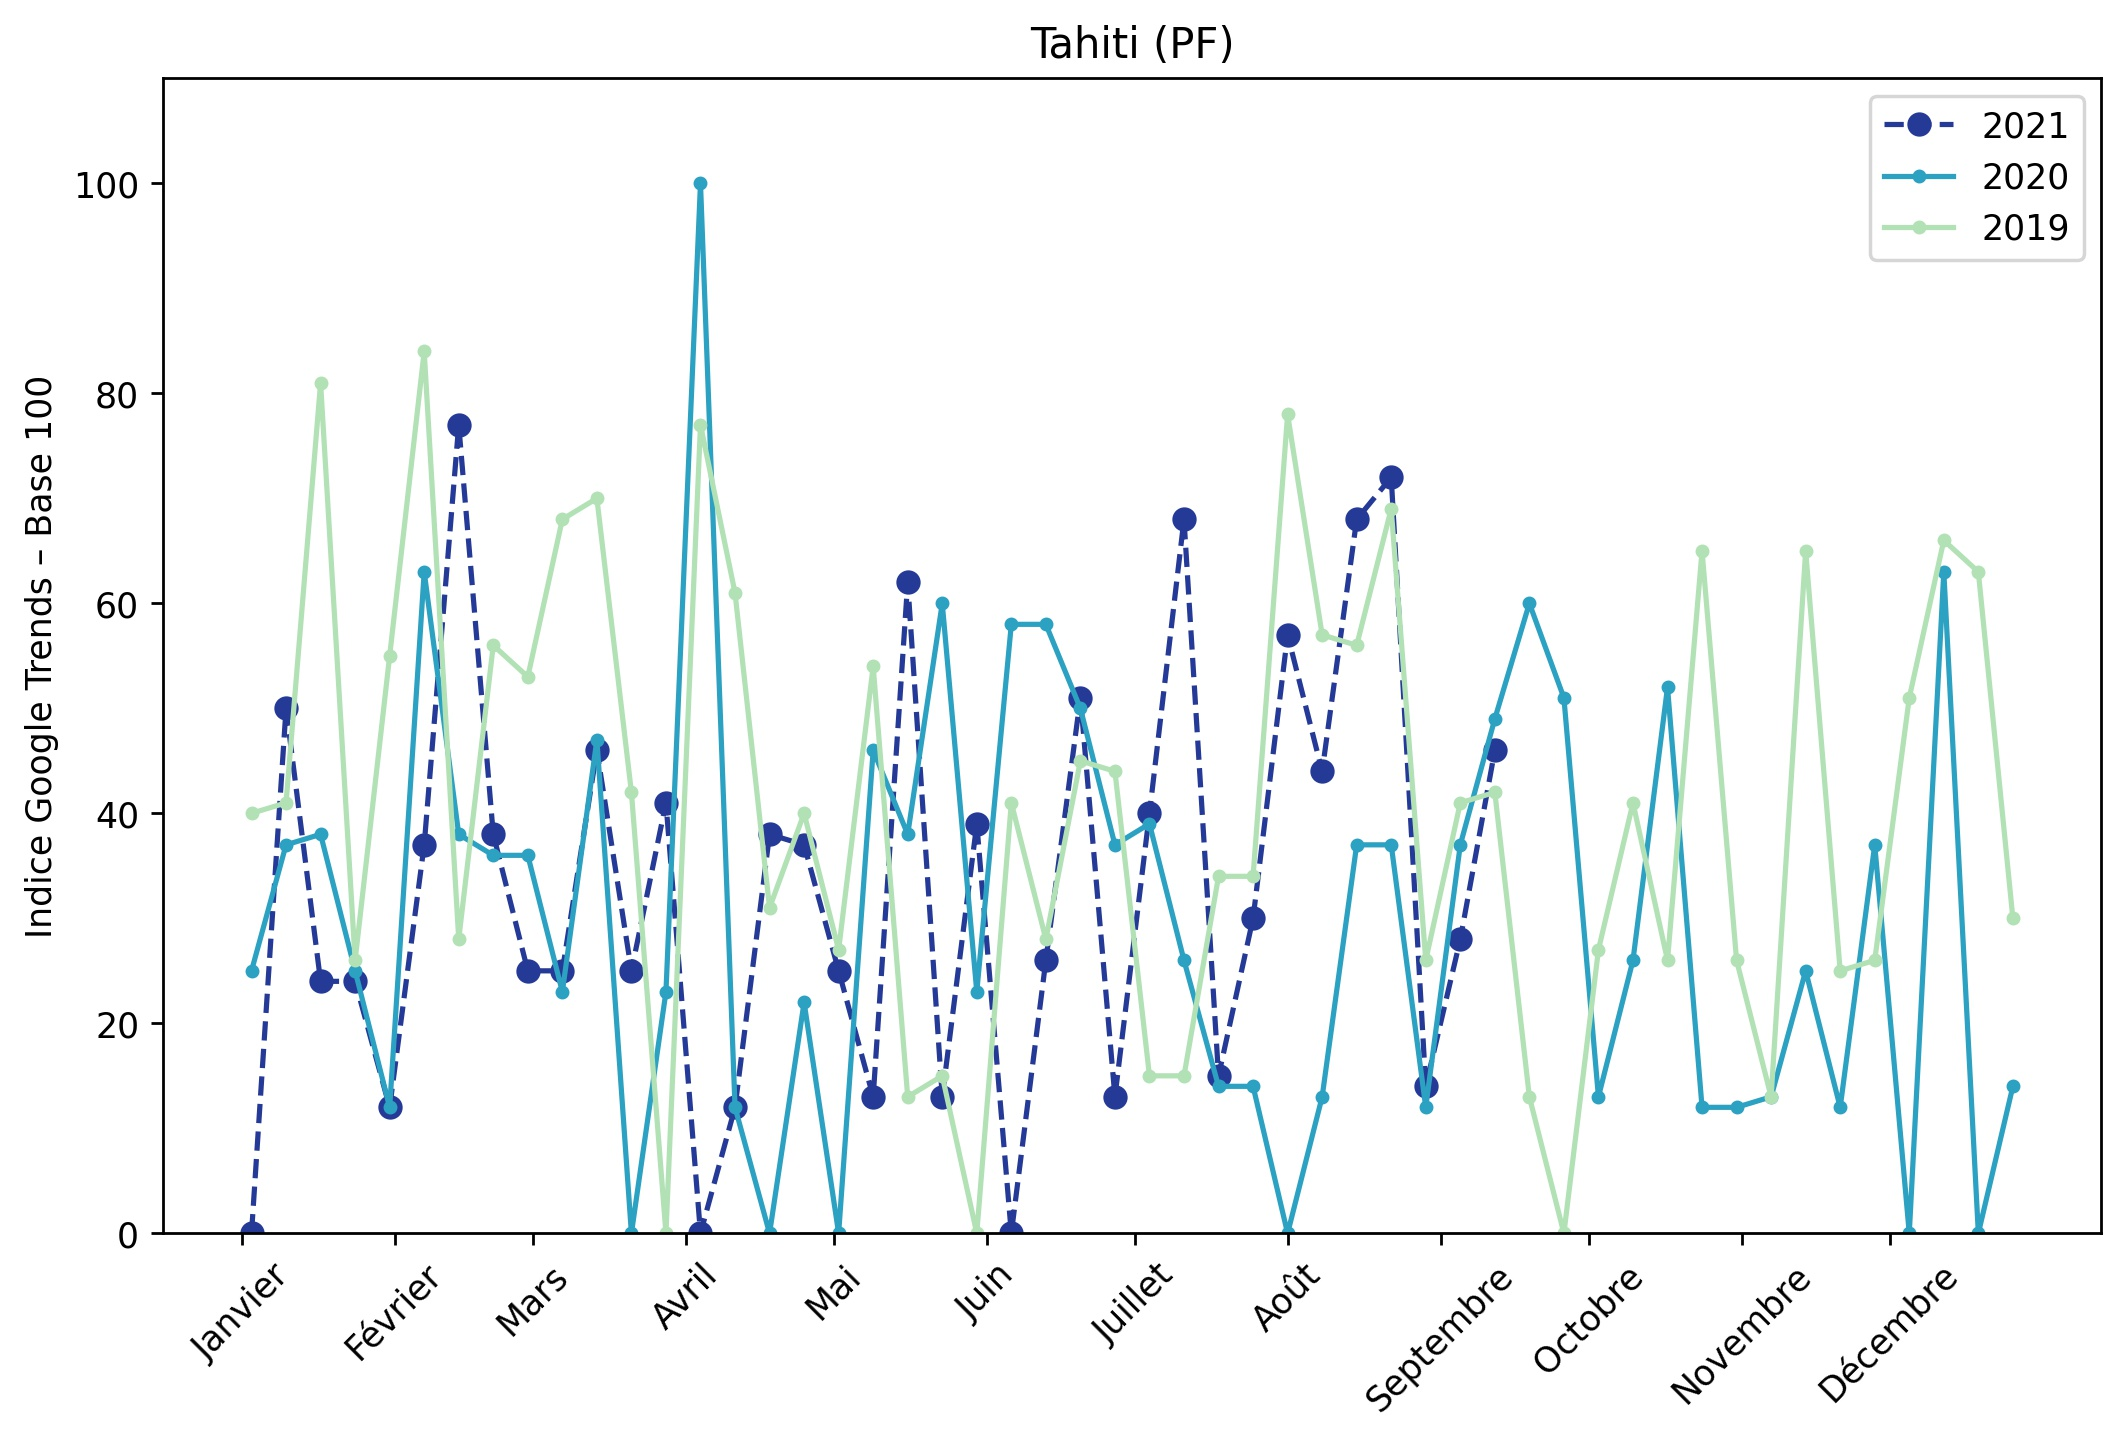 Tahiti (PF)
Indice Google Trends – Base 100
100
80
60
40
20
0
2021
2020
2019
Janvier
Février
Mars
Avril
Mai
Juin
Juillet
Août
Septembre
Octobre
Novembre
Décembre